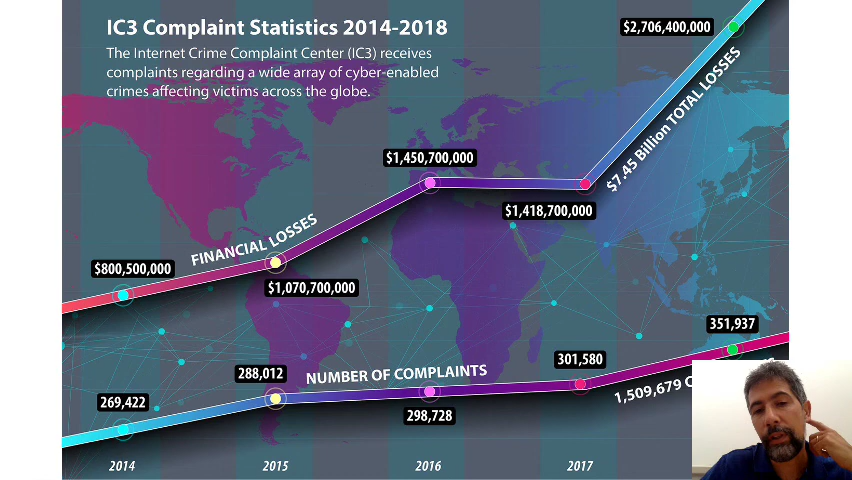 IC3 Complaint Statistics 2014-2018
The Internet Crime Complaint Center (IC3) receives
complaints regarding a wide array of cyber-enabled
crimes affecting victims across the globe.
$2,706,400,000
$7.45 Billion TOTAL LOSSES
$1,450,700,000
$1,418,700,000
FINANCIAL LOSSES
$800,500,000
$1,070,700,000
351,937
301,580
288,012
NUMBER OF COMPLAINTS
1,509,679
269,422
298,728
2014
2015
2016
2017